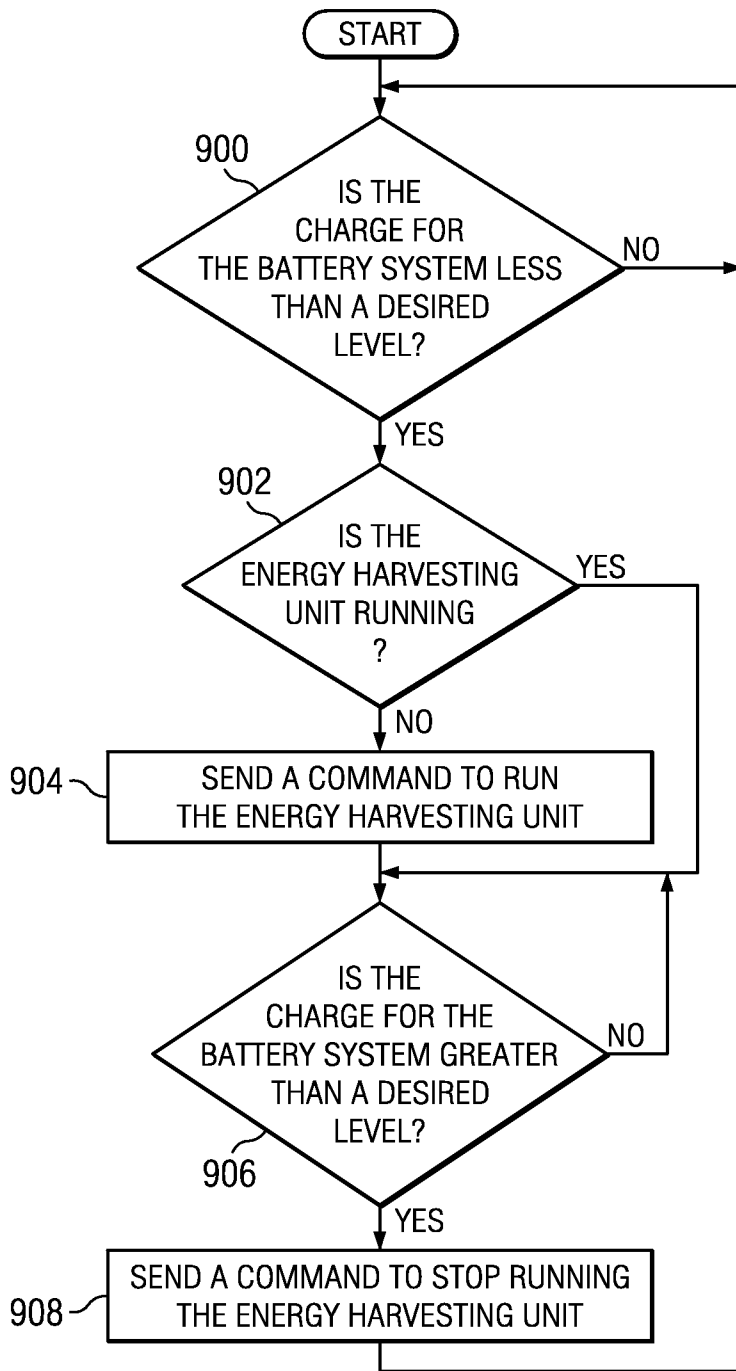 START
900
IS THE
CHARGE FOR
THE BATTERY SYSTEM LESS
THAN A DESIRED
LEVEL?
NO
YES
902
IS THE
ENERGY HARVESTING
UNIT RUNNING
?
YES
NO
904
SEND A COMMAND TO RUN
THE ENERGY HARVESTING UNIT
IS THE
CHARGE FOR THE
BATTERY SYSTEM GREATER
THAN A DESIRED
LEVEL?
NO
906
YES
908
SEND A COMMAND TO STOP RUNNING
THE ENERGY HARVESTING UNIT